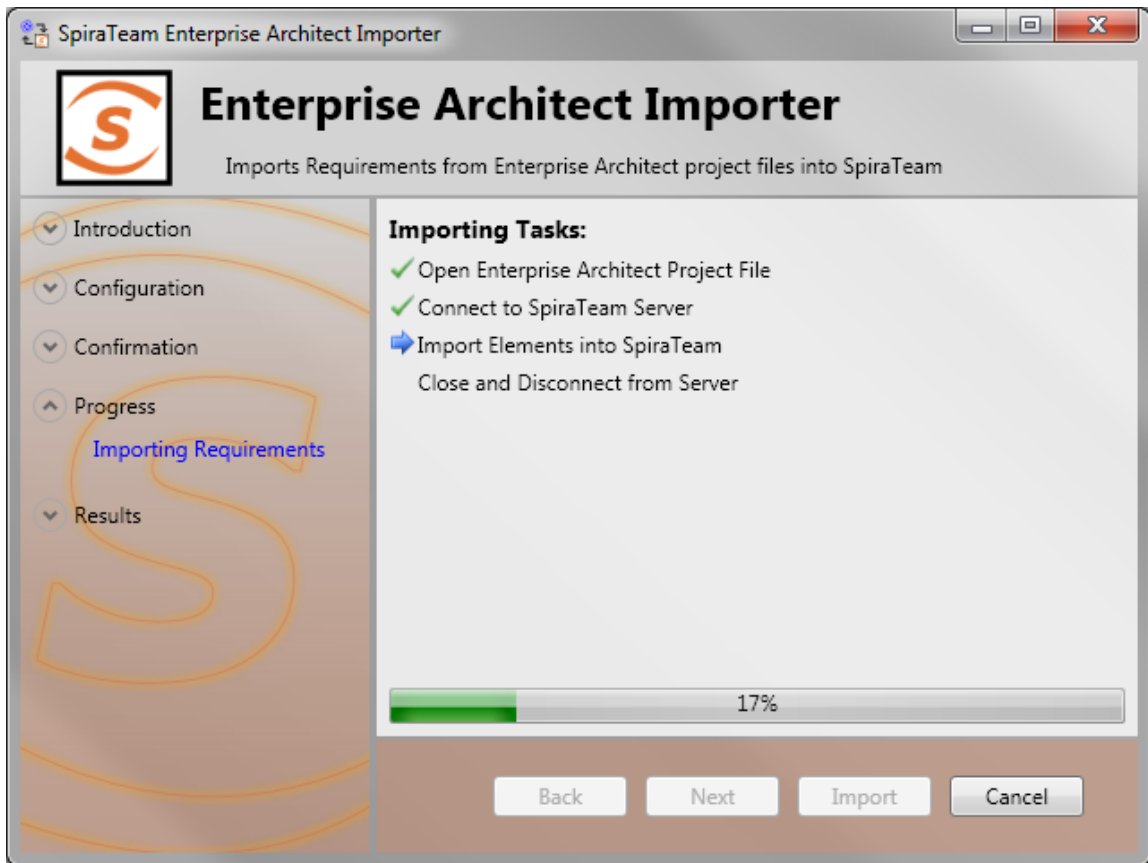 SpiraTeam Enterprise Architect Importer
S
Enterprise Architect Importer
Imports Requirements from Enterprise Architect project files into SpiraTeam
Introduction
Configuration
Confirmation
Progress
Importing Requirements
Results
Importing Tasks:
Open Enterprise Architect Project File
Connect to SpiraTeam Server
Import Elements into SpiraTeam
Close and Disconnect from Server
17%
Back
Next
Import
Cancel